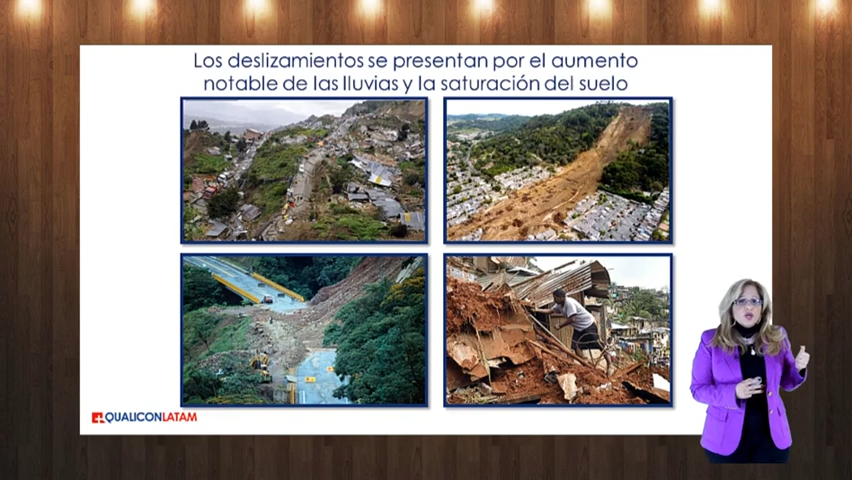 Los deslizamientos se presentan por el aumento
notable de las lluvias y la saturación del suelo
QUALICONLATAM